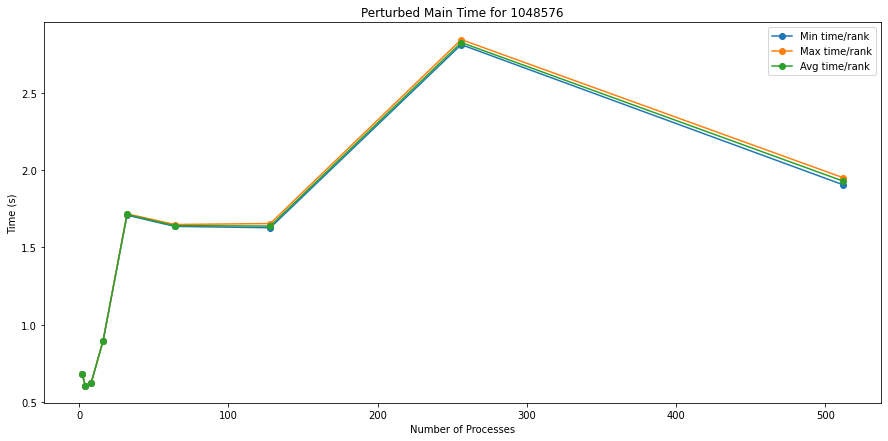 Perturbed Main Time for 1048576
Min time/rank
Max time/rank
Avg time/rank
Time (s)
2.5
2.0
1.5
1.0
0.5
0
100
200
300
400
500
Number of Processes